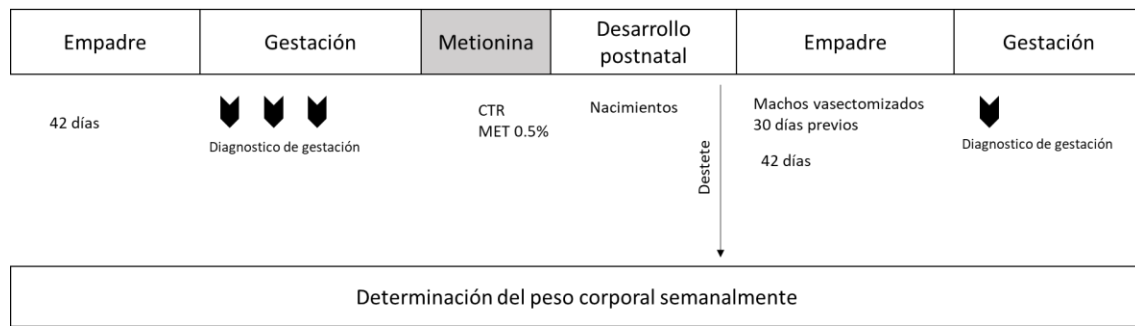 Empadre
Gestación
Metionina
Desarrollo
postnatal
Empadre
Gestación
42 días
Diagnostico de gestación
CTR
MET 0.5%
Nacimientos
Destete
Machos vasectomizados
30 días previos
42 días
Diagnostico de gestación
Determinación del peso corporal semanalmente